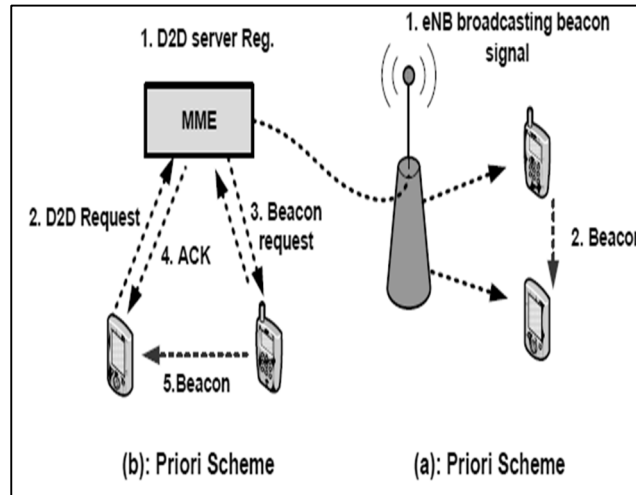 1. D2D server Reg.
MME
2. D2D Request
4. ACK
3. Beacon
request
5.Beacon
(b): Priori Scheme
1. eNB broadcasting beacon
signal
2. Beacon
(a): Priori Scheme